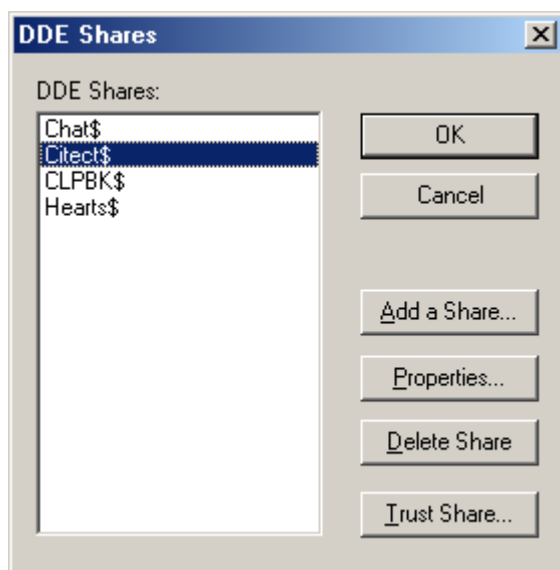 DDE Shares
DDE Shares:
Chat$
Citect$
CLPBK$
Hearts$
OK
Cancel
Add a Share...
Properties...
Delete Share
Trust Share...